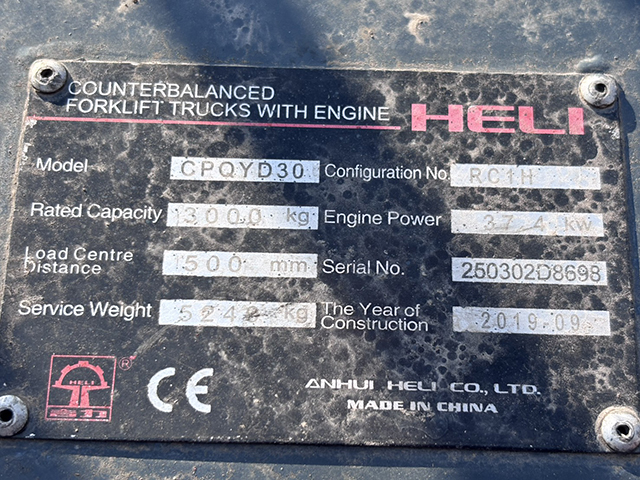 COUNTERBALANCED
FORKLIFT TRUCKS WITH ENGINE
HELI
Model CPQYD30 Configuration No. RC1H
Rated Capacity 3000 kg Engine Power 37.4 kw
Load Centre Distance 500 mm Serial No. 250302D8698
Service Weight 5242 kg The Year of Construction 2019-09
HELI
®
CE
ANHUI HELI CO., LTD.
MADE IN CHINA